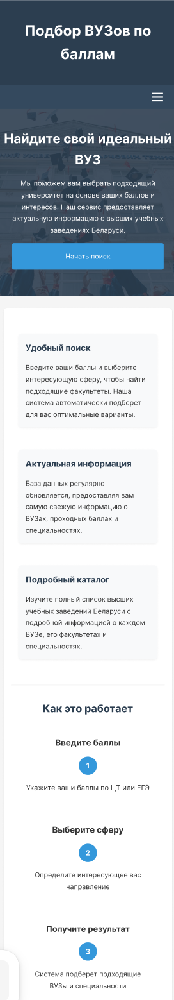 Подбор ВУЗов по
баллам
Найдите свой идеальный
ВУЗ
Мы поможем вам выбрать подходящий
университет на основе ваших баллов и
интересов. Наш сервис предоставляет
актуальную информацию о высших учебных
заведениях Беларуси.
Начать поиск
Удобный поиск
Введите ваши баллы и выберите
интересующую сферу, чтобы найти
подходящие факультеты. Наша
система автоматически подберет
для вас оптимальные варианты.
Актуальная информация
База данных регулярно
обновляется, предоставляя вам
самую свежую информацию о
ВУЗах, проходных баллах и
специальностях.
Подробный каталог
Изучите полный список высших
учебных заведений Беларуси с
подробной информацией о каждом
ВУЗе, его факультетах и
специальностях.
Как это работает
Введите баллы
1
Укажите ваши баллы по ЦТ или ЕГЭ
Выберите сферу
2
Определите интересующее вас
направление
Получите результат
3
Система подберет подходящие
ВУЗы и специальности